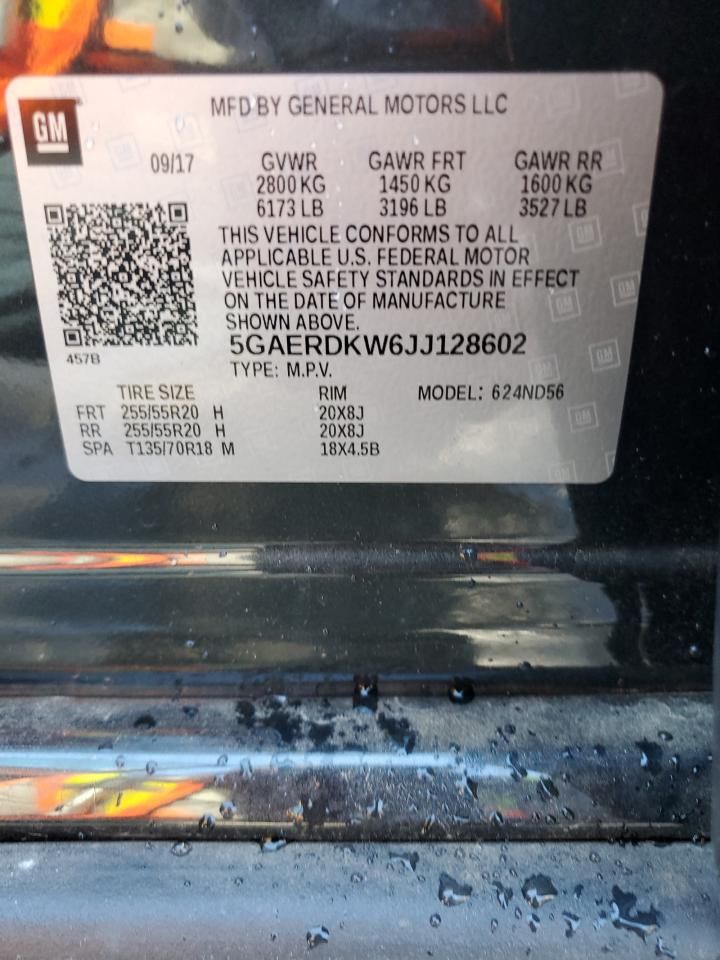 MFD BY GENERAL MOTORS LLC
GM
09/17 GVWR GAWR FRT GAWR RR
2800 KG 1450 KG 1600 KG
6173 LB 3196 LB 3527 LB
THIS VEHICLE CONFORMS TO ALL
APPLICABLE U.S. FEDERAL MOTOR
VEHICLE SAFETY STANDARDS IN EFFECT
ON THE DATE OF MANUFACTURE
SHOWN ABOVE.
5GAERDKW6JJ128602
457B
TYPE: M.P.V.
TIRE SIZE RIM MODEL: 624ND56
FRT 255/55R20 H 20X8J
RR 255/55R20 H 20X8J
SPA T135/70R18 M 18X4.5B